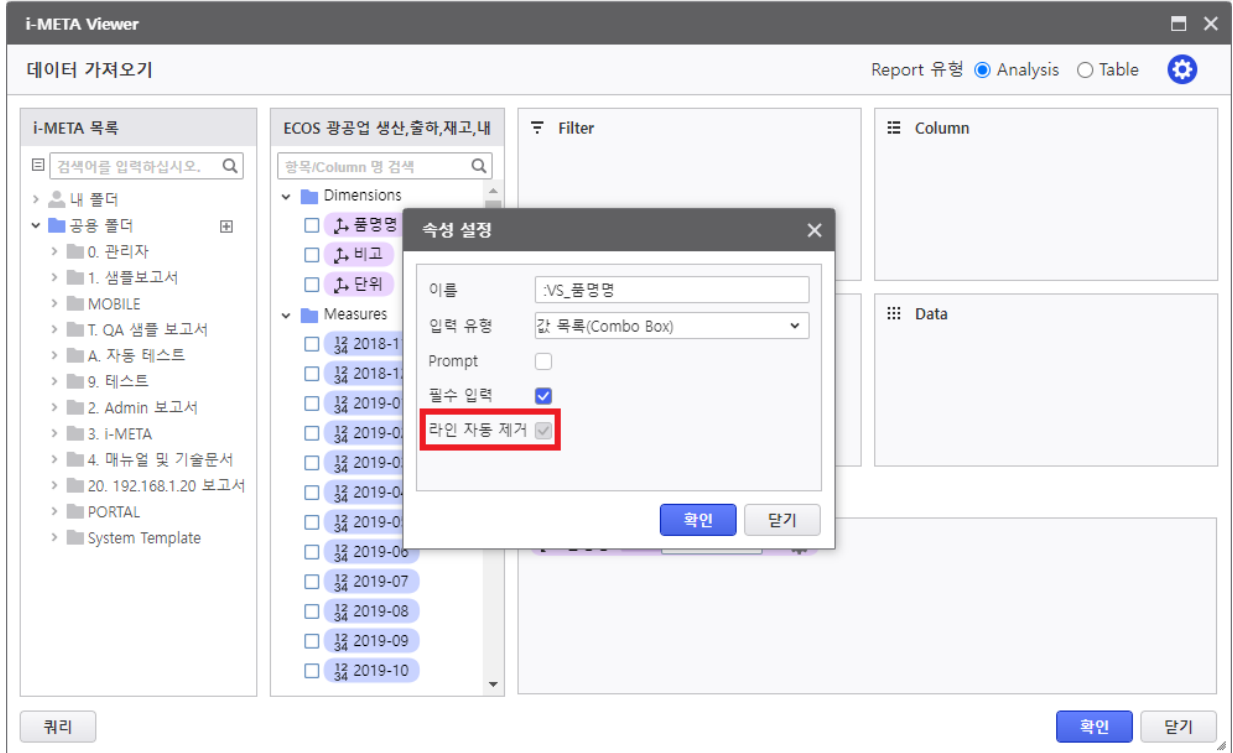 i-META Viewer
데이터 가져오기
Report 유형 Analysis Table
i-META 목록
검색어를 입력하십시오.
내 폴더
공용 폴더
0. 관리자
1. 샘플보고서
MOBILE
T. QA 샘플 보고서
A. 자동 테스트
9. 테스트
2. Admin 보고서
3. i-META
4. 매뉴얼 및 기술문서
20. 192.168.1.20 보고서
PORTAL
System Template
ECOS 광공업 생산,출하,재고,내
항목/Column 명 검색
Dimensions
품명명
비고
단위
Measures
2018-1
2018-1
2019-0
2019-0
2019-0
2019-0
2019-0
2019-06
2019-07
2019-08
2019-09
2019-10
Filter
Column
Data
속성 설정
이름 :VS_품명명
입력 유형 값 목록(Combo Box)
Prompt
필수 입력
라인 자동 제거
확인 닫기
쿼리
확인 닫기